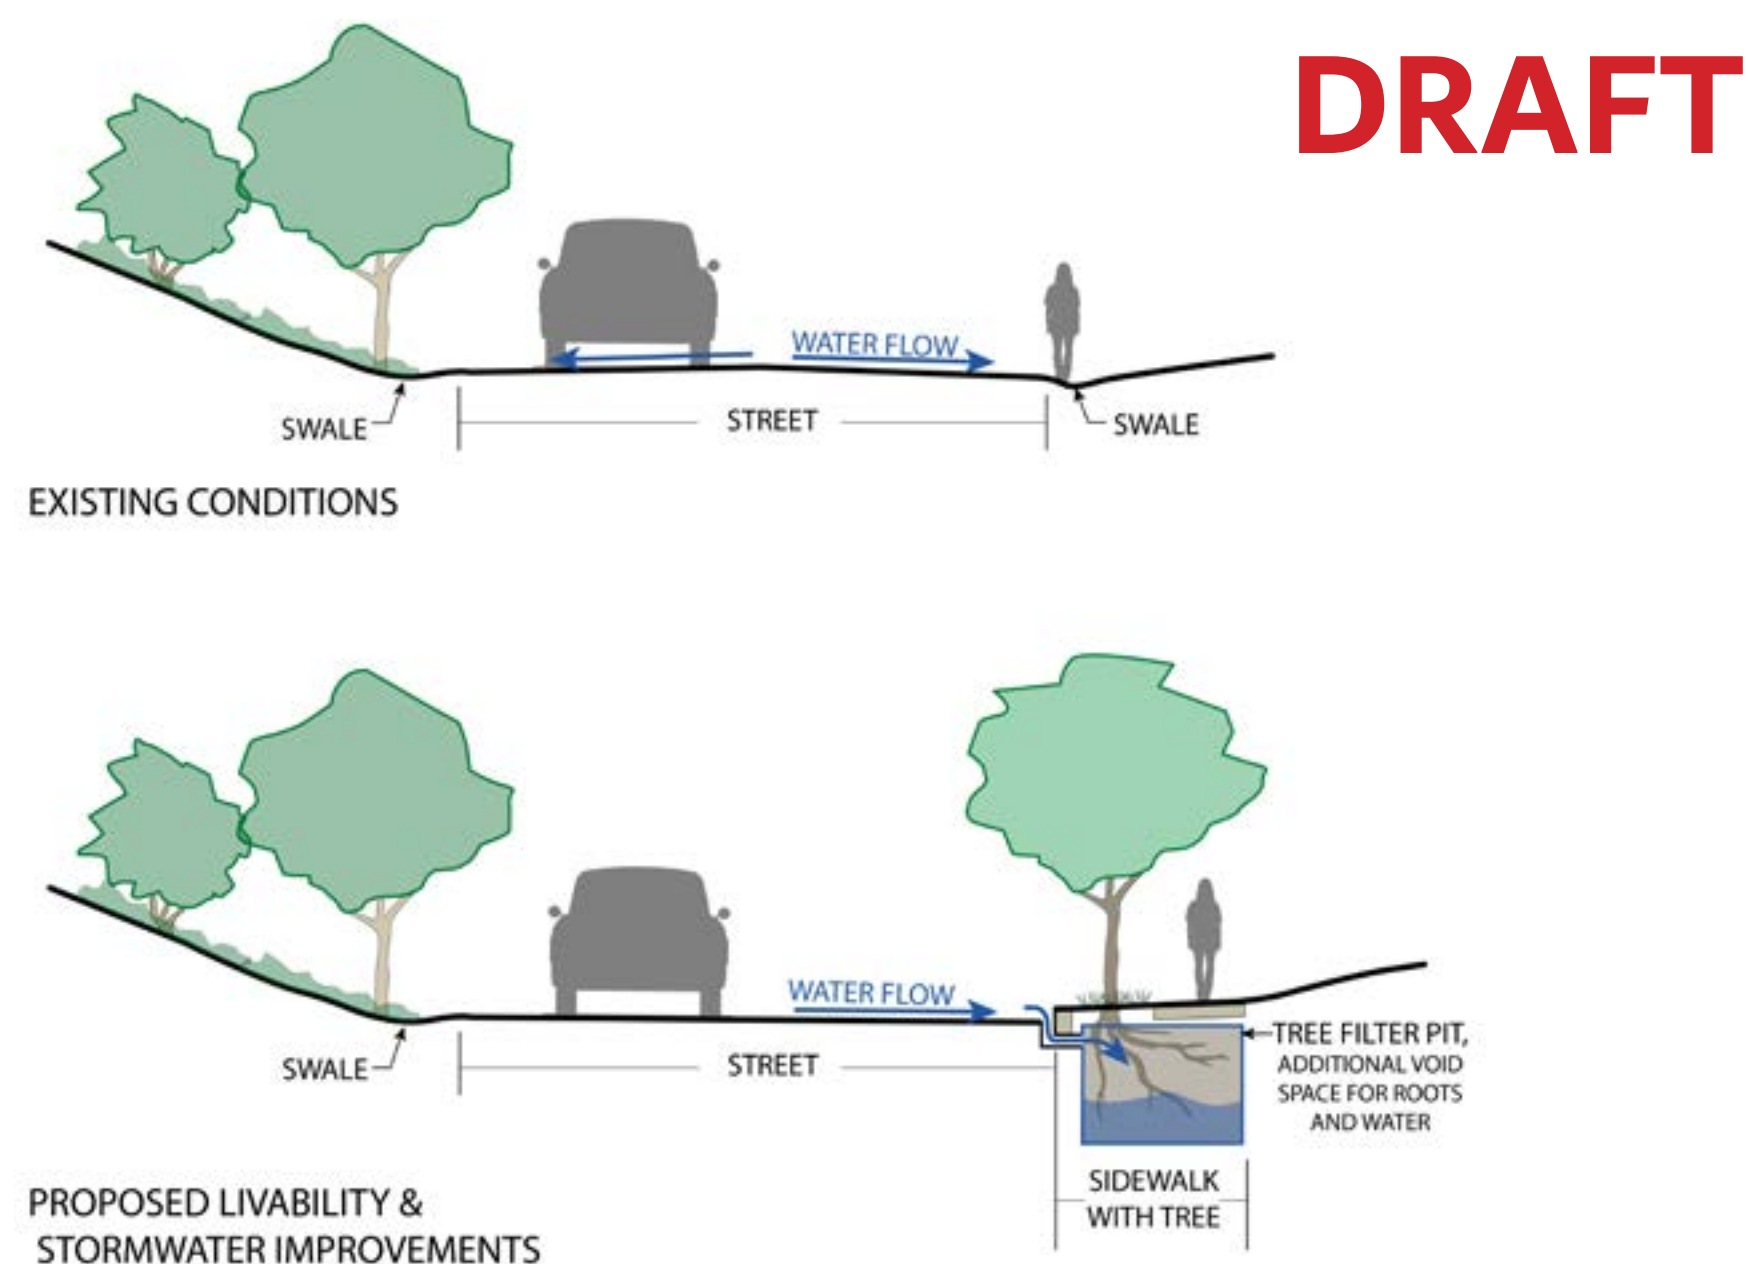 DRAFT
WATER FLOW
SWALE
STREET
SWALE
EXISTING CONDITIONS
WATER FLOW
TREE FILTER PIT,
ADDITIONAL VOID
SPACE FOR ROOTS
AND WATER
SWALE
STREET
SIDEWALK
WITH TREE
PROPOSED LIVABILITY &
STORMWATER IMPROVEMENTS